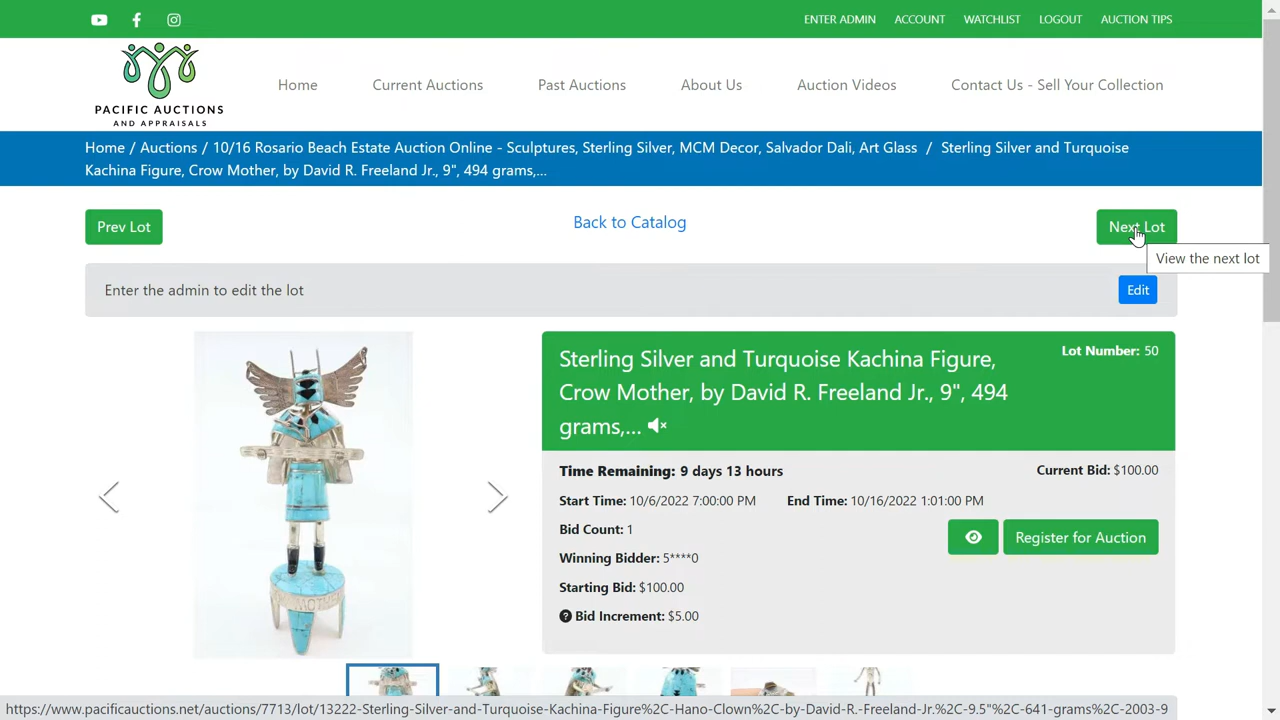 ENTER ADMIN ACCOUNT WATCHLIST LOGOUT AUCTION TIPS
PACIFIC AUCTIONS
AND APPRAISALS
Home Current Auctions Past Auctions About Us Auction Videos Contact Us - Sell Your Collection
Home / Auctions / 10/16 Rosario Beach Estate Auction Online - Sculptures, Sterling Silver, MCM Decor, Salvador Dali, Art Glass / Sterling Silver and Turquoise
Kachina Figure, Crow Mother, by David R. Freeland Jr., 9", 494 grams,...
Prev Lot Back to Catalog Next Lot
View the next lot
Enter the admin to edit the lot Edit
Sterling Silver and Turquoise Kachina Figure, Lot Number: 50
Crow Mother, by David R. Freeland Jr., 9", 494
grams,...
Time Remaining: 9 days 13 hours Current Bid: $100.00
Start Time: 10/6/2022 7:00:00 PM End Time: 10/16/2022 1:01:00 PM
Bid Count: 1
Register for Auction
Winning Bidder: 5****0
Starting Bid: $100.00
Bid Increment: $5.00
MOTHER
https://www.pacificauctions.net/auctions/7713/lot/13222-Sterling-Silver-and-Turquoise-Kachina-Figure%2C-Hano-Clown%2C-by-David-R.-Freeland-Jr.%2C-9.5"%2C-641-grams%2C-2003-9